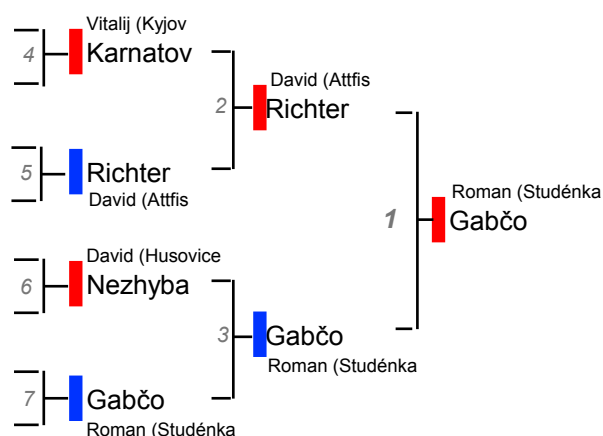 Vitalij (Kyjov
4
Karnatov
5
Richter
David (Attfis
David (Husovice
6
Nezhyba
7
Gabčo
Roman (Studénka
David (Attfis
2
Richter
3
Gabčo
Roman (Studénka
1
Roman (Studénka
Gabčo